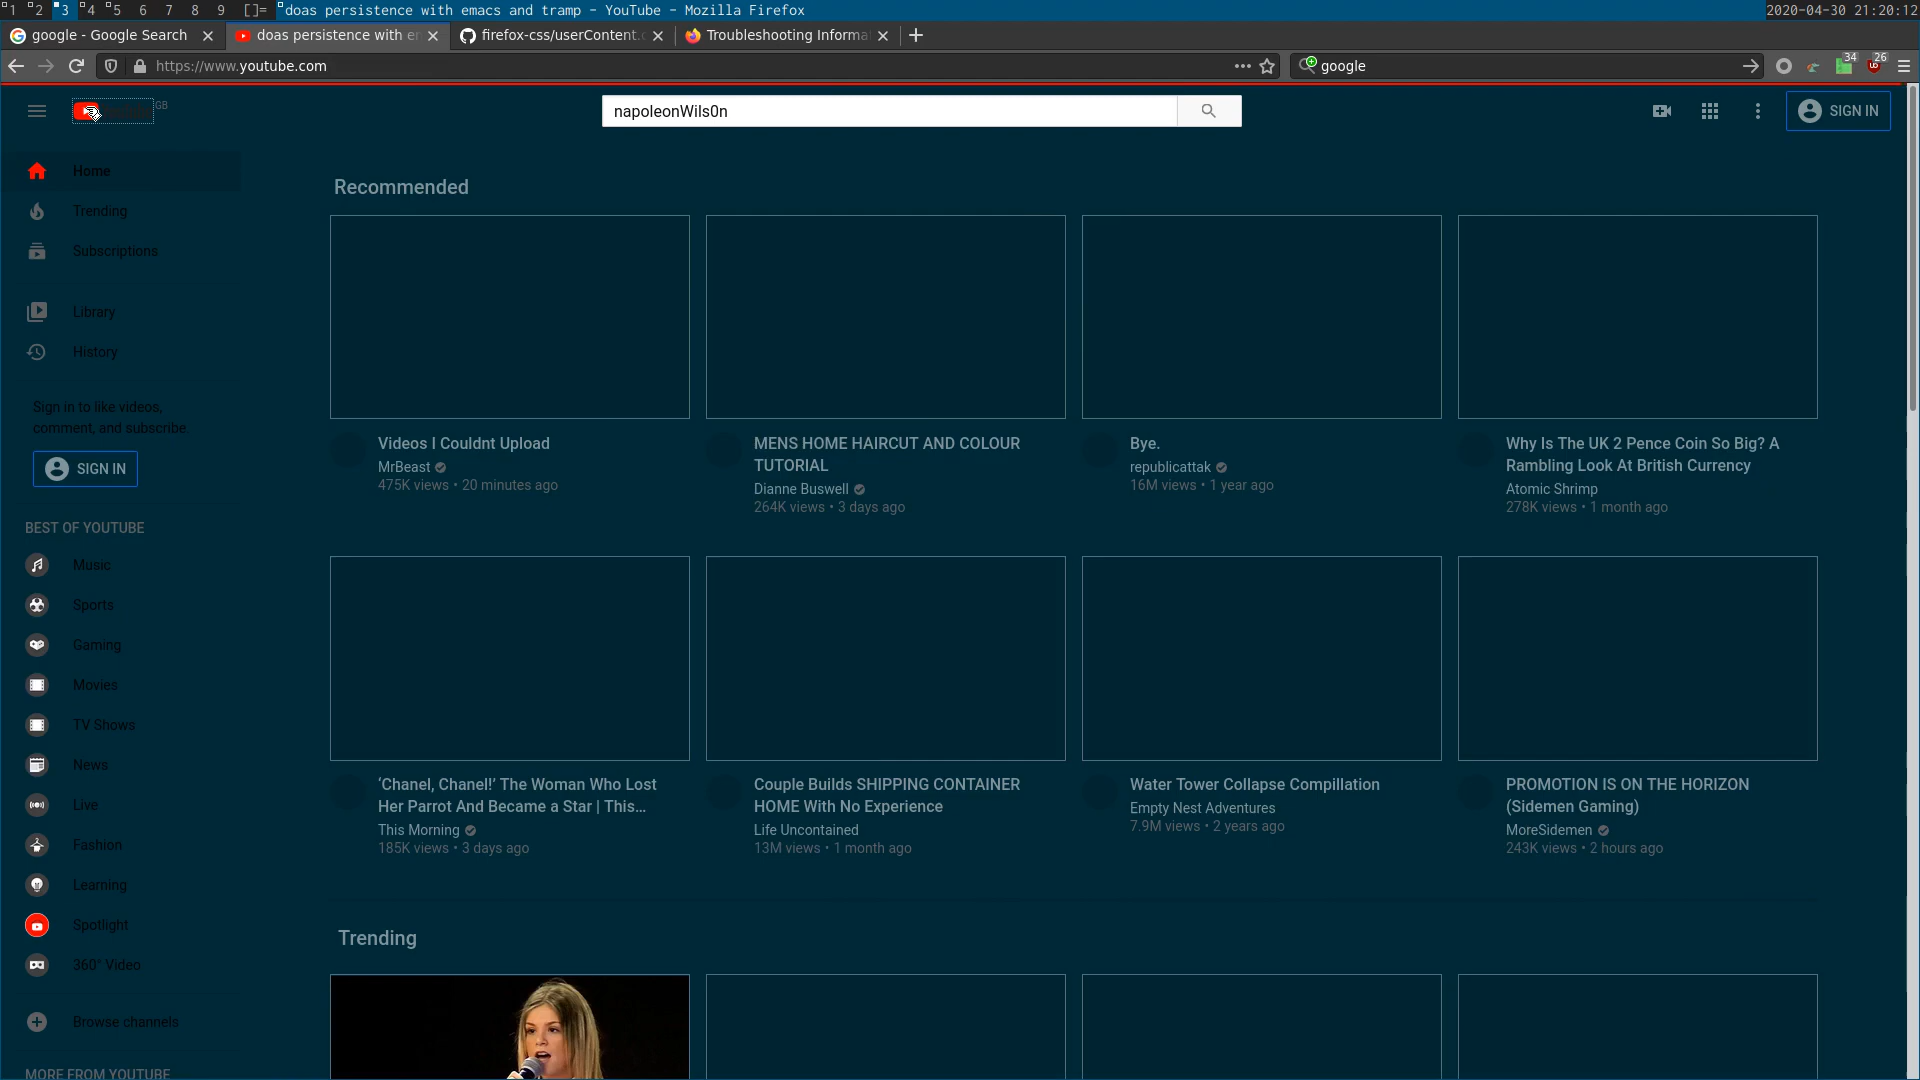 1 2 3 4 5 6 7 8 9 []= doas persistence with emacs and tramp - YouTube - Mozilla Firefox 2020-04-30 21:20:12
google - Google Search doas persistence with er firefox-css/userContent. Troubleshooting Informa
https://www.youtube.com google 34 26
GB napoleonWils0n SIGN IN
Home
Trending
Subscriptions
Library
History
Sign in to like videos,
comment, and subscribe.
SIGN IN
BEST OF YOUTUBE
Music
Sports
Gaming
Movies
TV Shows
News
Live
Fashion
Learning
Spotlight
360° Video
Browse channels
MORE FROM YOUTUBE
Recommended
Videos I Couldnt Upload
MrBeast
475K views • 20 minutes ago
MENS HOME HAIRCUT AND COLOUR
TUTORIAL
Dianne Buswell
264K views • 3 days ago
Bye.
republicattak
16M views • 1 year ago
Why Is The UK 2 Pence Coin So Big? A
Rambling Look At British Currency
Atomic Shrimp
278K views • 1 month ago
‘Chanel, Chanel!’ The Woman Who Lost
Her Parrot And Became a Star | This...
This Morning
185K views • 3 days ago
Couple Builds SHIPPING CONTAINER
HOME With No Experience
Life Uncontained
13M views • 1 month ago
Water Tower Collapse Compillation
Empty Nest Adventures
7.9M views • 2 years ago
PROMOTION IS ON THE HORIZON
(Sidemen Gaming)
MoreSidemen
243K views • 2 hours ago
Trending